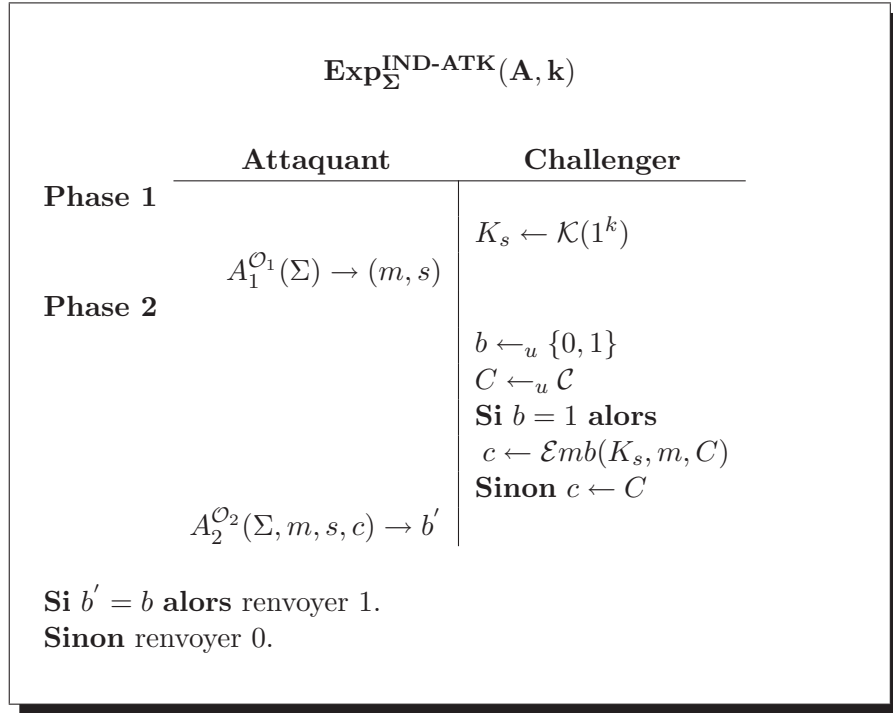 Exp_Σ^IND-ATK(A, k)
Attaquant Challenger
Phase 1
K_s ← 𝒦(1^k)
A_1^𝒪_1(Σ) → (m, s)
Phase 2
b ←_u {0, 1}
C ←_u 𝒞
Si b = 1 alors
c ← ℰmb(K_s, m, C)
Sinon c ← C
A_2^𝒪_2(Σ, m, s, c) → b′
Si b′ = b alors renvoyer 1.
Sinon renvoyer 0.